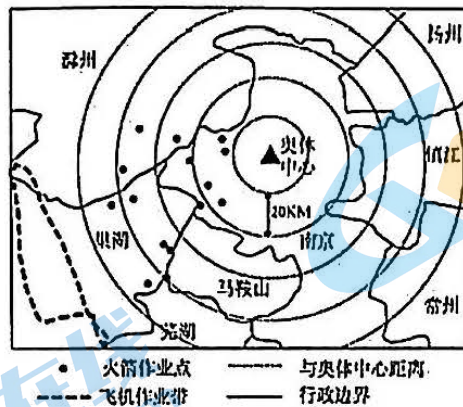 滁州
扬州
奥体
中心
镇江
20KM
巢湖
南京
马鞍山
常州
芜湖
火箭作业点
与奥体中心距离
飞机作业带
行政边界
在线